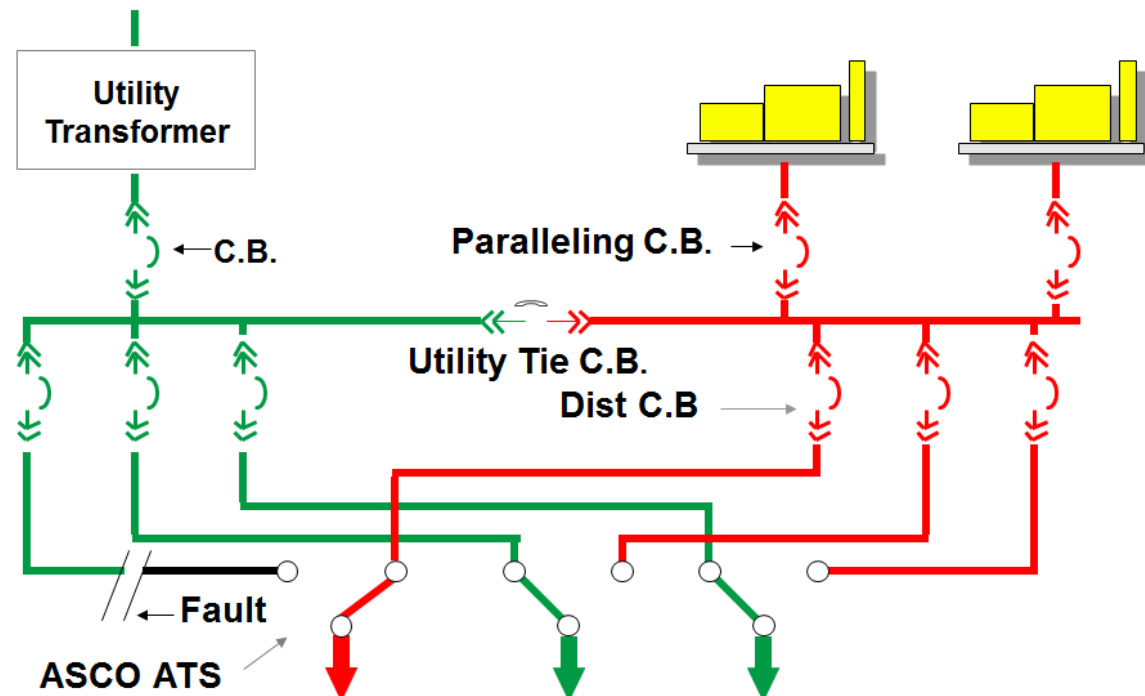 Utility
Transformer
C.B.
Paralleling C.B.
Utility Tie C.B.
Dist C.B
Fault
ASCO ATS